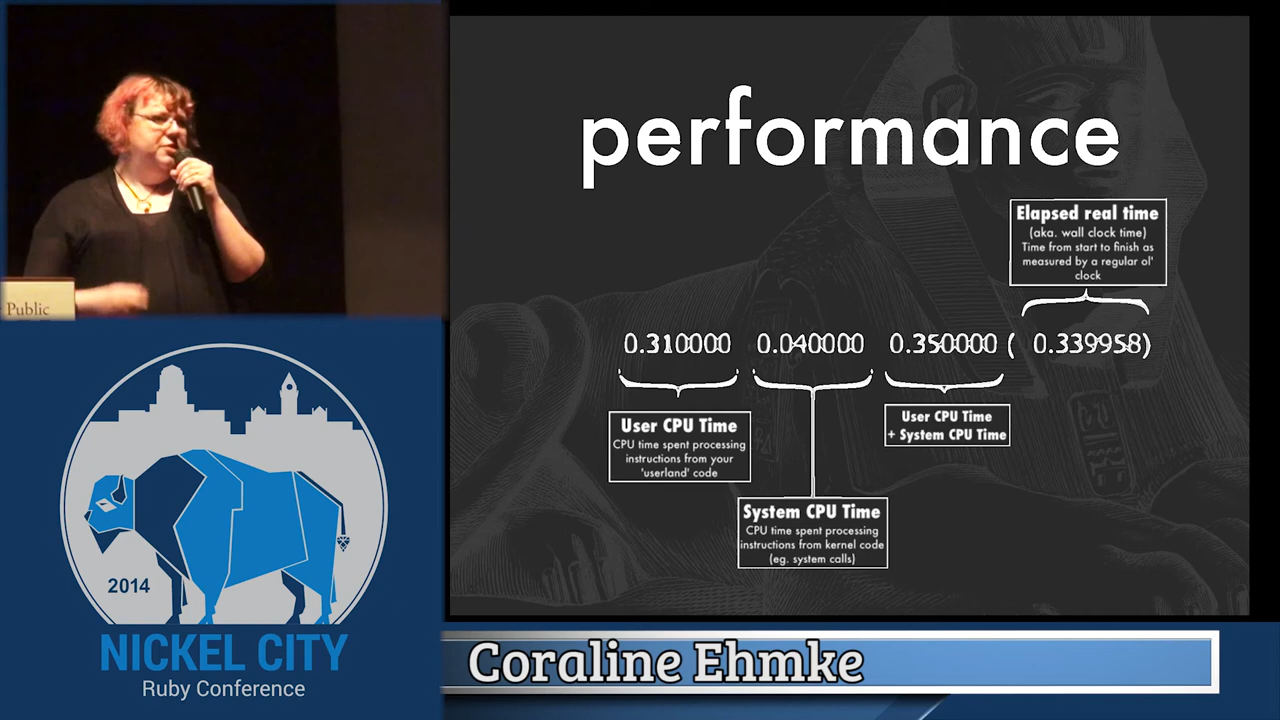 performance
Elapsed real time
(aka. wall clock time)
Time from start to finish as
measured by a regular ol'
clock
0.310000 0.040000 0.350000 ( 0.339958)
User CPU Time
CPU time spent processing
instructions from your
'userland' code
User CPU Time
+ System CPU Time
System CPU Time
CPU time spent processing
instructions from kernel code
(eg. system calls)
Public
2014
NICKEL CITY
Ruby Conference
Coraline Ehmke